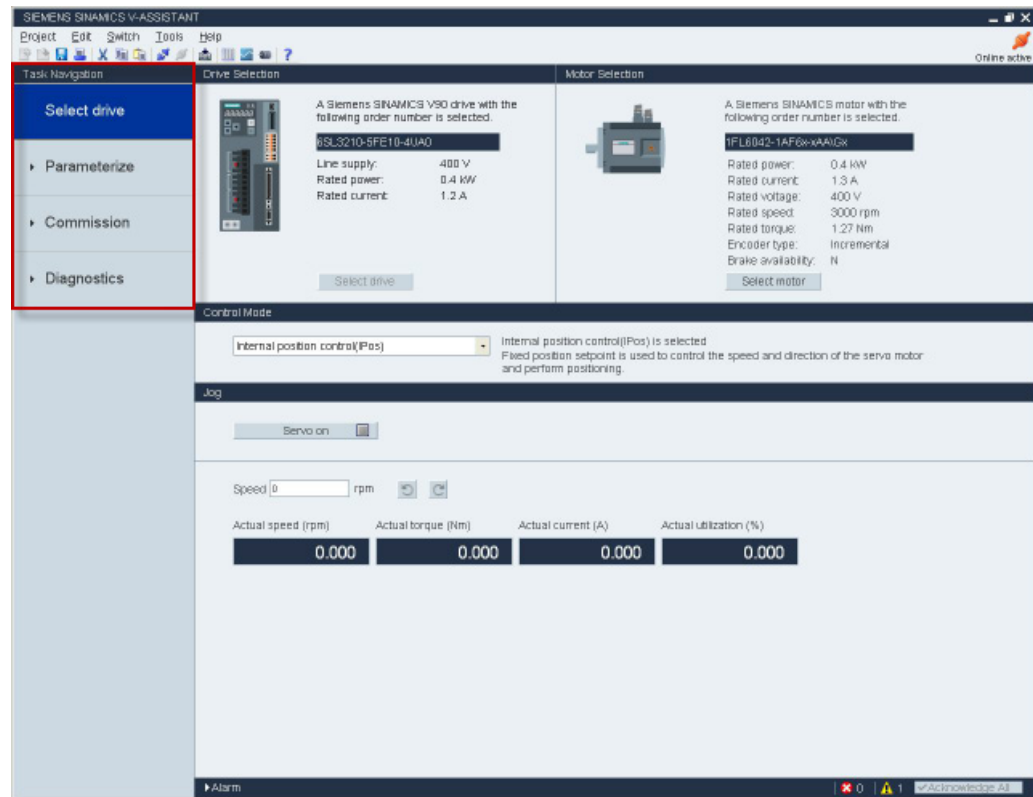 SIEMENS SINAMICS V-ASSISTANT
Project Edit Switch Tools Help
Online active
Task Navigation
Select drive
Parameterize
Commission
Diagnostics
Drive Selection
A Siemens SINAMICS V90 drive with the
following order number is selected.
6SL3210-5FE10-4UA0
Line supply: 400 V
Rated power: 0.4 kW
Rated current: 1.2 A
Select drive
Motor Selection
A Siemens SINAMICS motor with the
following order number is selected.
1FL6042-1AF6x-xAA\Gx
Rated power: 0.4 kW
Rated current: 1.3 A
Rated voltage: 400 V
Rated speed: 3000 rpm
Rated torque: 1.27 Nm
Encoder type: Incremental
Brake availability: N
Select motor
Control Mode
Internal position control(IPos)
Internal position control(IPos) is selected
Fixed position setpoint is used to control the speed and direction of the servo motor
and perform positioning.
Jog
Servo on
Speed 0 rpm
Actual speed (rpm) Actual torque (Nm) Actual current (A) Actual utilization (%)
0.000 0.000 0.000 0.000
Alarm
0 1 Acknowledge All